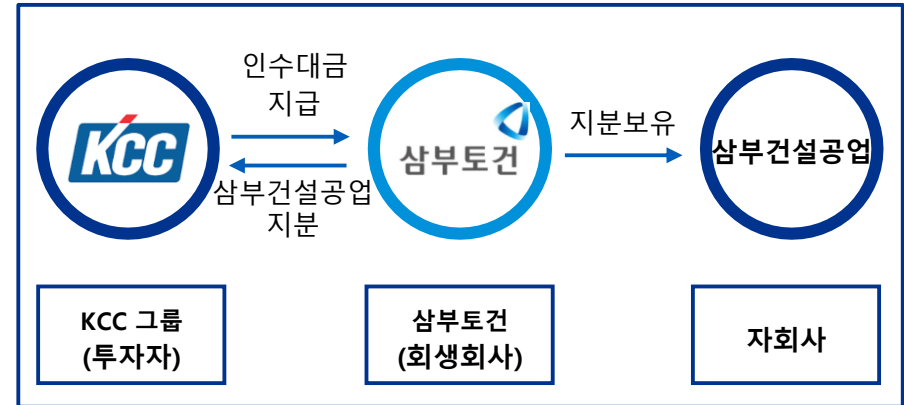 인수대금
지급
지분보유
KCC
삼부토건
삼부건설공업
삼부건설공업
지분
KCC 그룹
(투자자)
삼부토건
(회생회사)
자회사